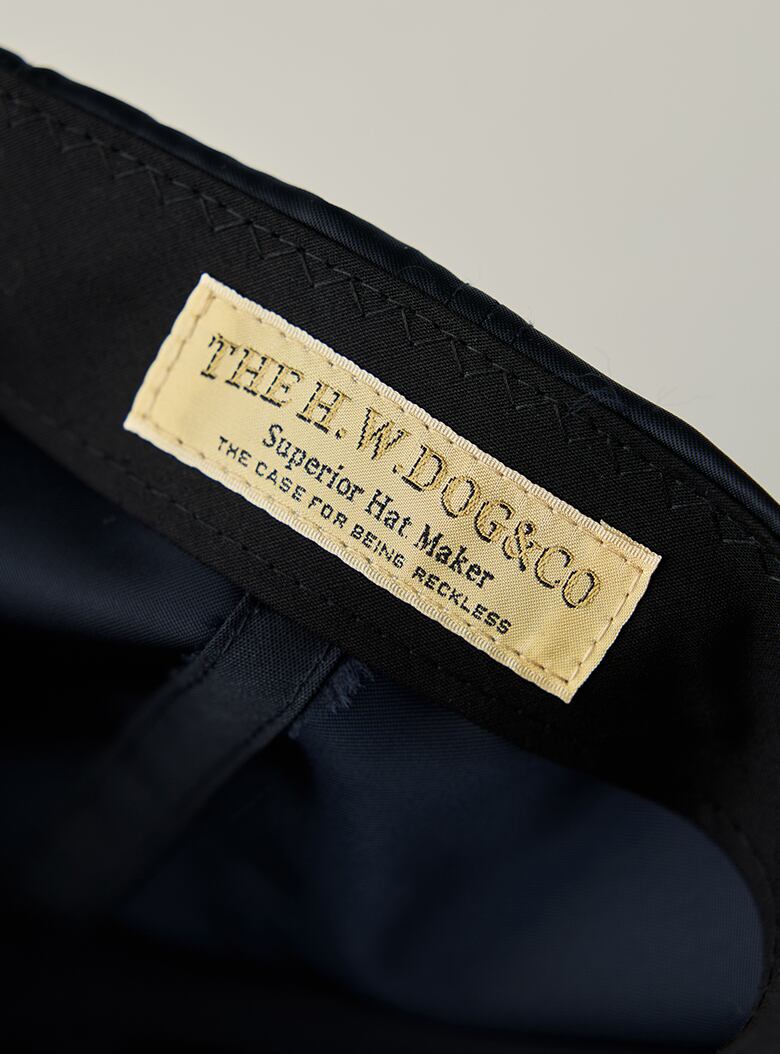 THE H.W.DOG&CO
Superior Hat Maker
THE CASE FOR BEING RECKLESS